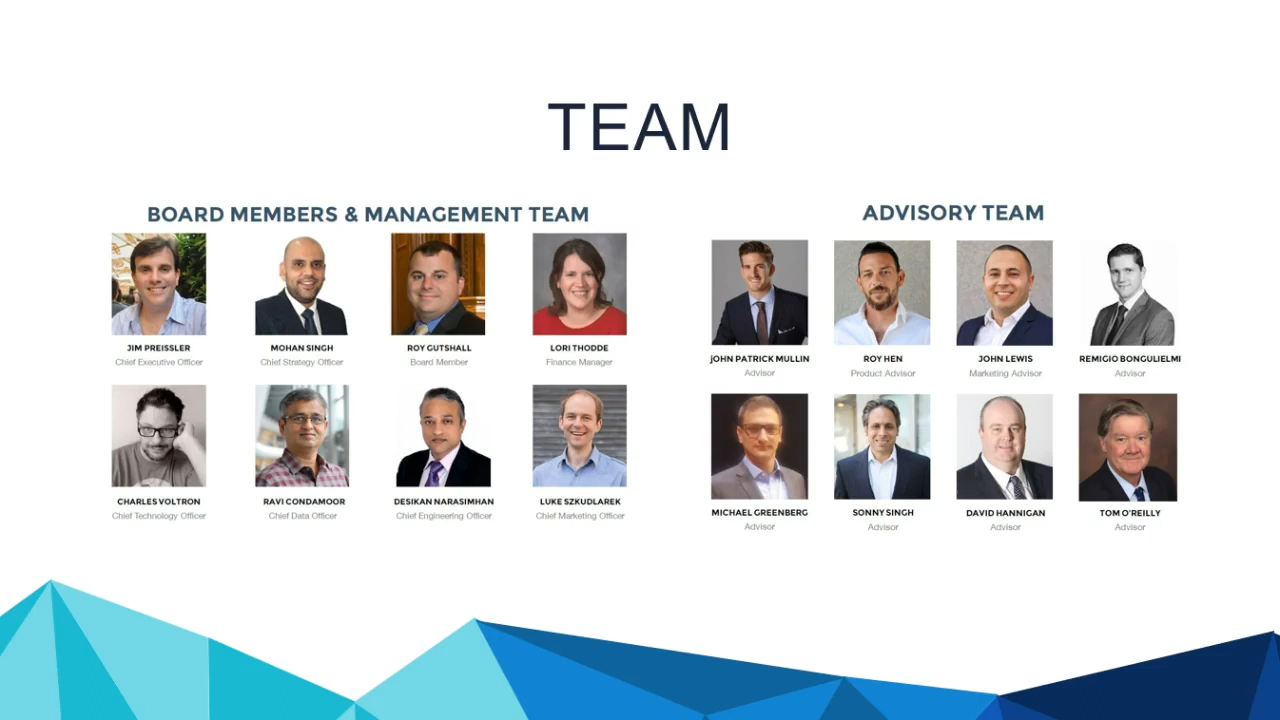 TEAM
BOARD MEMBERS & MANAGEMENT TEAM
JIM PREISSLER
Chief Executive Officer
MOHAN SINGH
Chief Strategy Officer
ROY GUTSHALL
Board Member
LORI THODDE
Finance Manager
CHARLES VOLTRON
Chief Technology Officer
RAVI CONDAMOOR
Chief Data Officer
DESIKAN NARASIMHAN
Chief Engineering Officer
LUKE SZKUDLAREK
Chief Marketing Officer
ADVISORY TEAM
jOHN PATRICK MULLIN
Advisor
ROY HEN
Product Advisor
JOHN LEWIS
Marketing Advisor
REMIGIO BONGULIELMI
Advisor
MICHAEL GREENBERG
Advisor
SONNY SINGH
Advisor
DAVID HANNIGAN
Advisor
TOM O'REILLY
Advisor